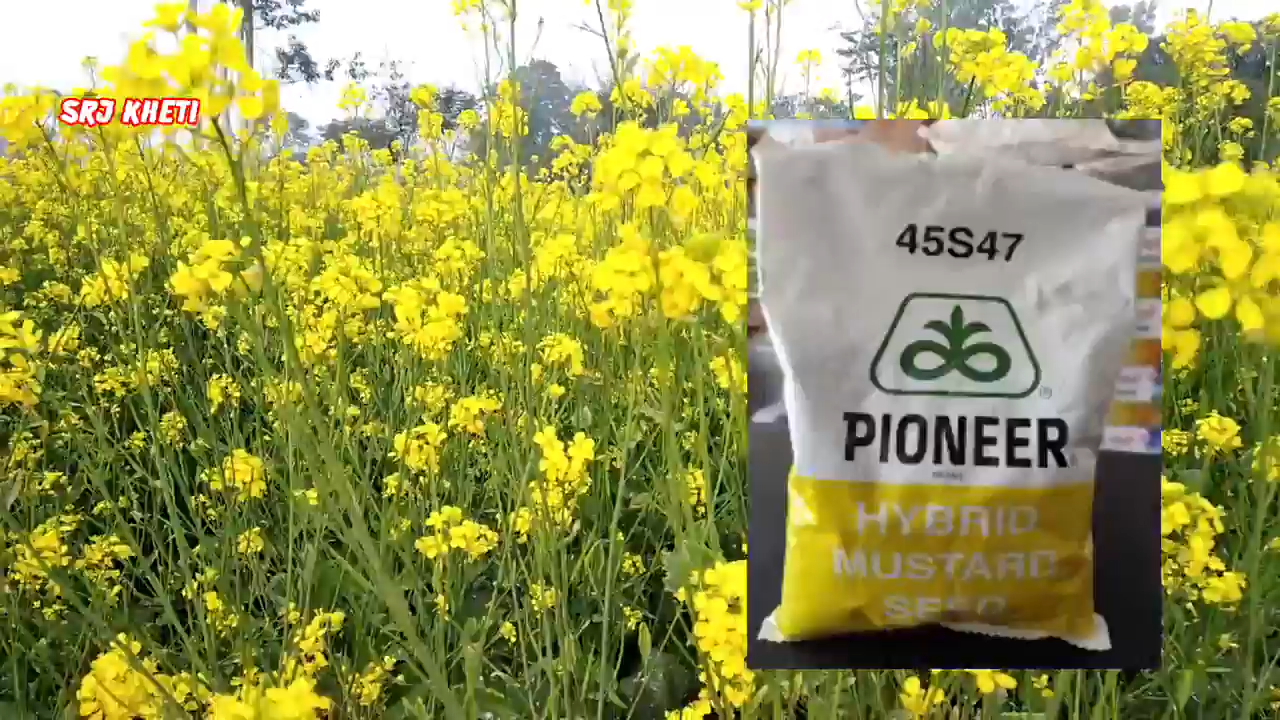 SRJ KHETI
45S47
PIONEER
HYBRID
MUSTARD
SEED